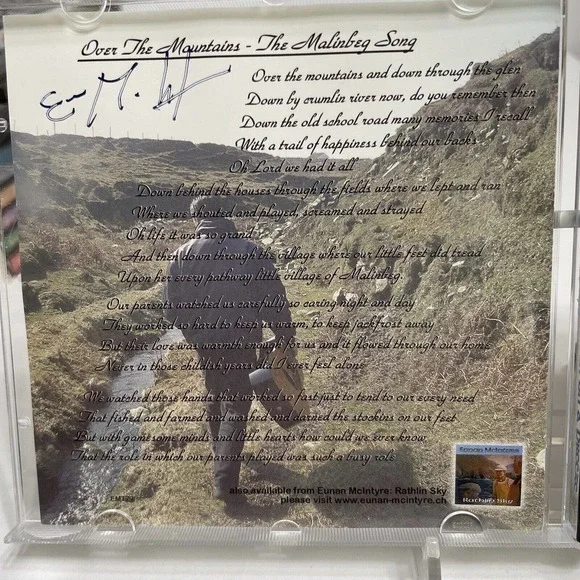 Over The Mountains - The Malinbeg Song
Over the mountains and down through the glen
Down by crumlin river now, do you remember then
Down the old school road many memories I recall
With a trail of happiness behind our backs
Oh Lord we had it all
Down behind the houses through the fields where we lept and ran
Where we shouted and played, screamed and strayed
Oh life it was so grand
And then down through the village where our little feet did tread
Upon her every pathway little village of Malinbeg.
Our parents watched us carefully so caring night and day
They worked so hard to keep us warm, to keep jackfrost away
But their love was warmth enough for us and it flowed through our home
Never in those childhood years did I ever feel alone
We watched those hands that worked so fast just to tend to our every need
That fished and farmed and washed and darned the stockins on our feet
But with gamesome minds and little hearts how could we ever know
That the role in which our parents played was such a busy role
Eunan McIntyre
Rathlin Sky
also available from Eunan McIntyre: Rathlin Sky
please visit www.eunan-mcintyre.ch